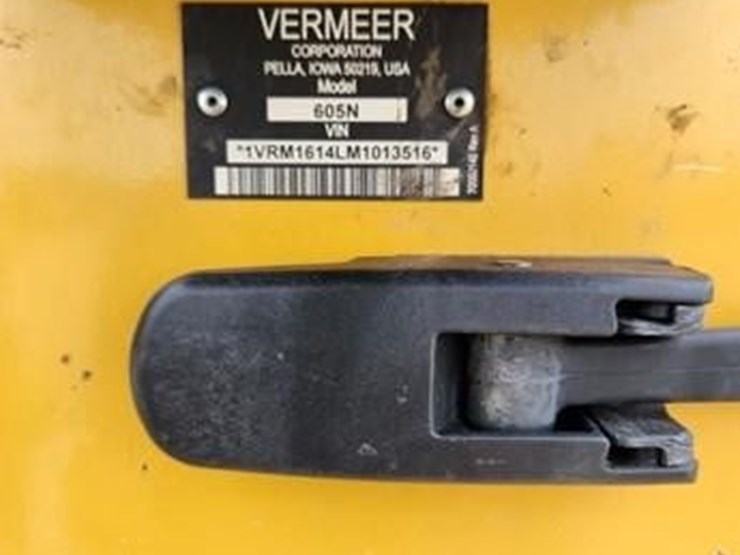 VERMEER
CORPORATION
PELLA, IOWA 50219, USA
Model
605N
VIN
*1VRM1614LM1013516*